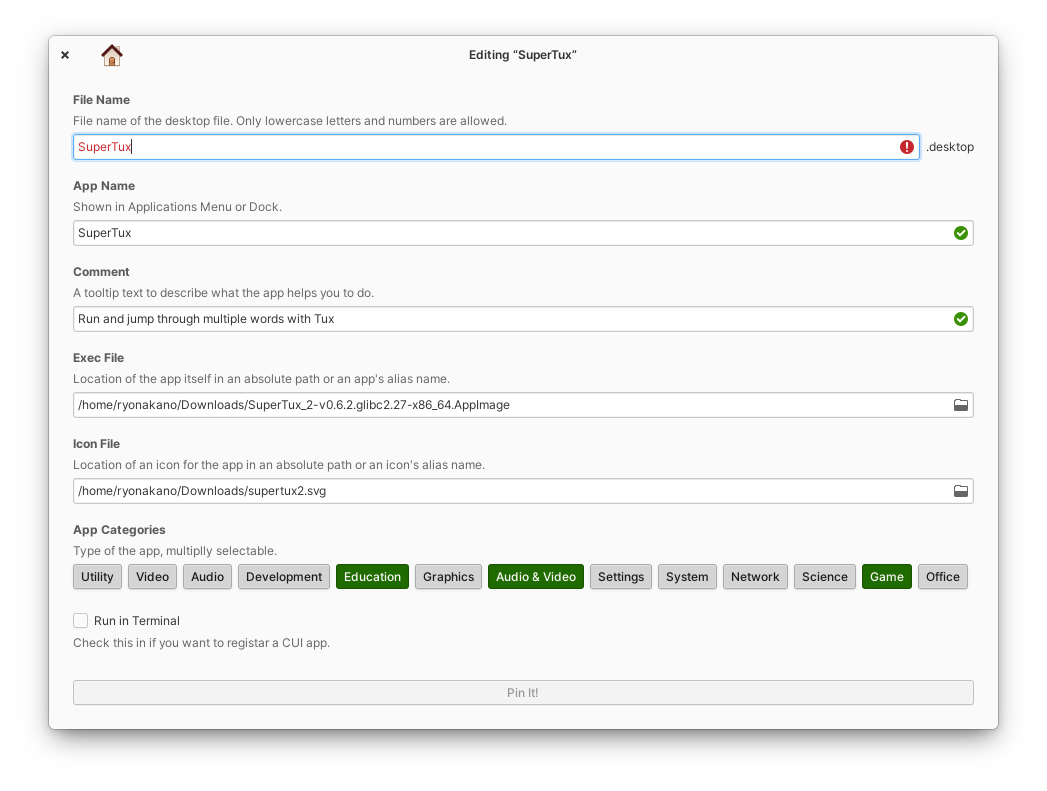 Editing “SuperTux”
File Name
File name of the desktop file. Only lowercase letters and numbers are allowed.
SuperTux .desktop
App Name
Shown in Applications Menu or Dock.
SuperTux
Comment
A tooltip text to describe what the app helps you to do.
Run and jump through multiple words with Tux
Exec File
Location of the app itself in an absolute path or an app's alias name.
/home/ryonakano/Downloads/SuperTux_2-v0.6.2.glibc2.27-x86_64.AppImage
Icon File
Location of an icon for the app in an absolute path or an icon's alias name.
/home/ryonakano/Downloads/supertux2.svg
App Categories
Type of the app, multiplly selectable.
Utility Video Audio Development Education Graphics Audio & Video Settings System Network Science Game Office
Run in Terminal
Check this in if you want to registar a CUI app.
Pin It!